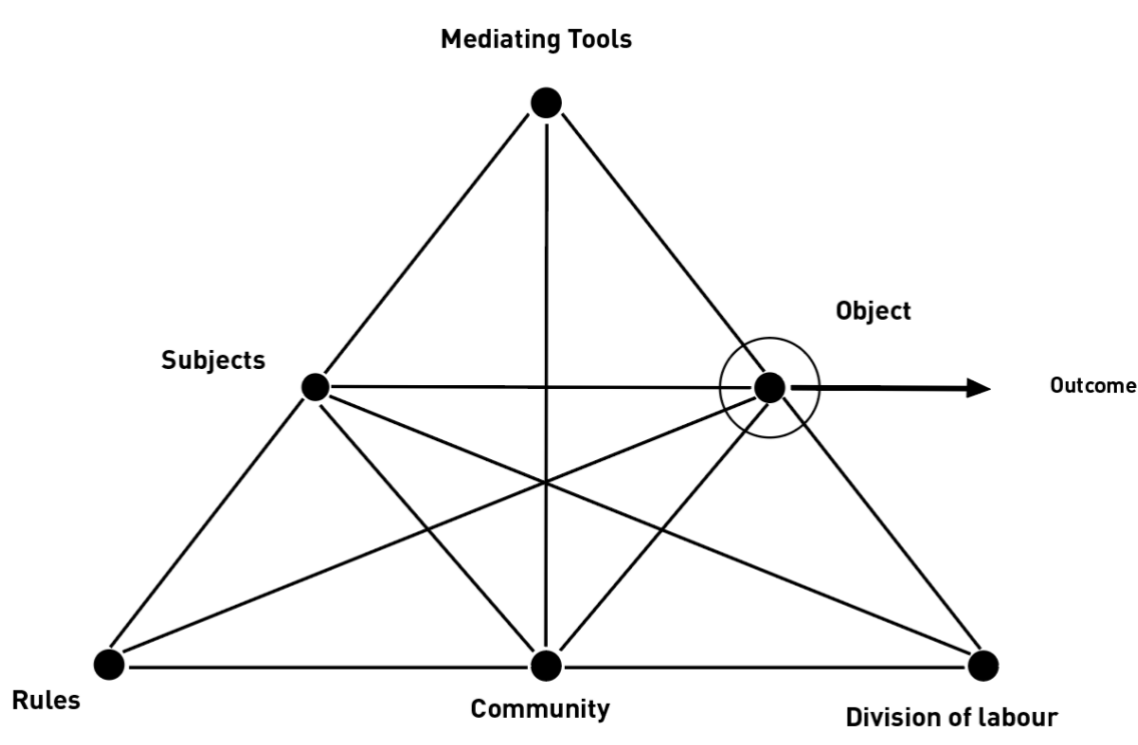 Mediating Tools
Object
Subjects
Outcome
Rules
Community
Division of labour